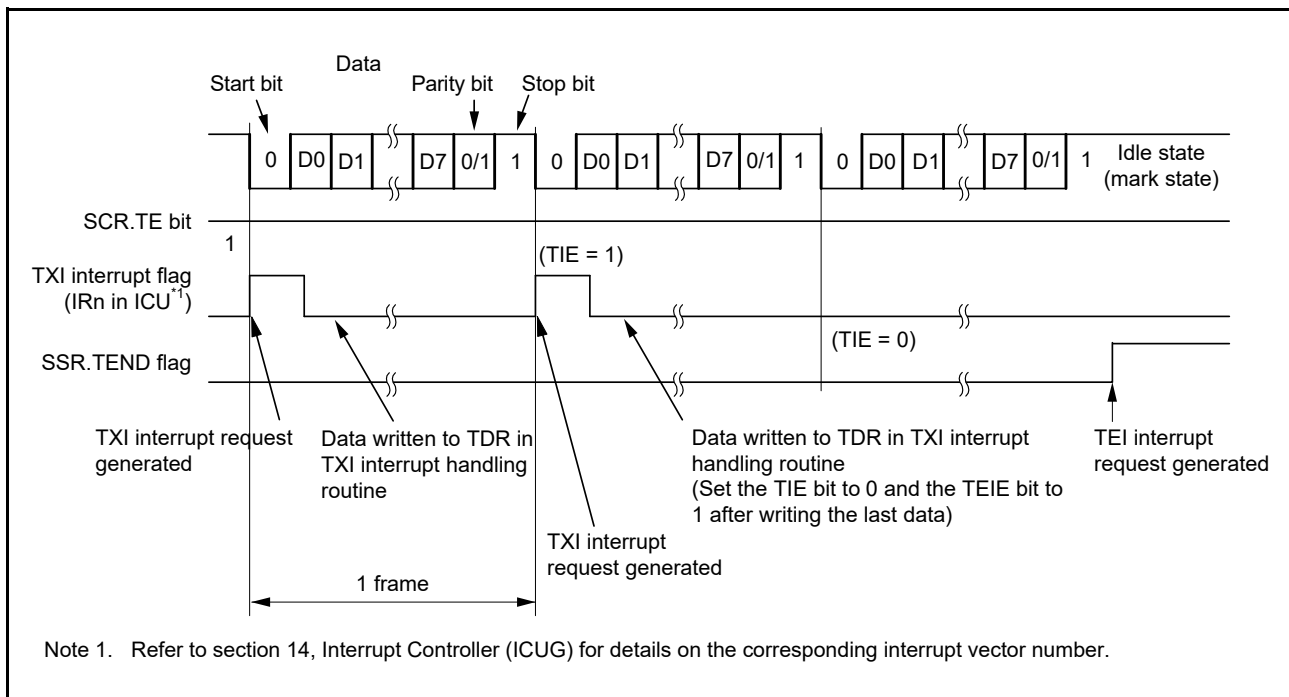 Data
Start bit
Parity bit
Stop bit
0 D0 D1 D7 0/1 1 0 D0 D1 D7 0/1 1 0 D0 D1 D7 0/1 1
Idle state
(mark state)
SCR.TE bit
1
(TIE = 1)
TXI interrupt flag
(IRn in ICU*1)
(TIE = 0)
SSR.TEND flag
TXI interrupt request
generated
Data written to TDR in
TXI interrupt handling
routine
Data written to TDR in TXI interrupt
handling routine
(Set the TIE bit to 0 and the TEIE bit to
1 after writing the last data)
TEI interrupt
request generated
TXI interrupt
request generated
1 frame
Note 1. Refer to section 14, Interrupt Controller (ICUG) for details on the corresponding interrupt vector number.